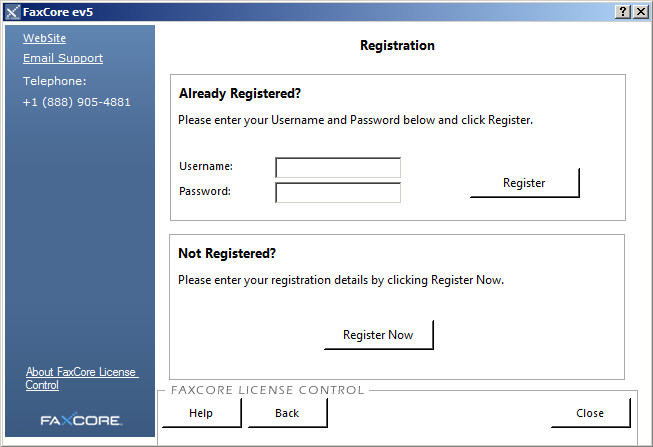 FaxCore ev5
WebSite
Email Support
Telephone:
+1 (888) 905-4881
About FaxCore License
Control
FAXCORE
Registration
Already Registered?
Please enter your Username and Password below and click Register.
Username:
Password:
Register
Not Registered?
Please enter your registration details by clicking Register Now.
Register Now
FAXCORE LICENSE CONTROL
Help
Back
Close